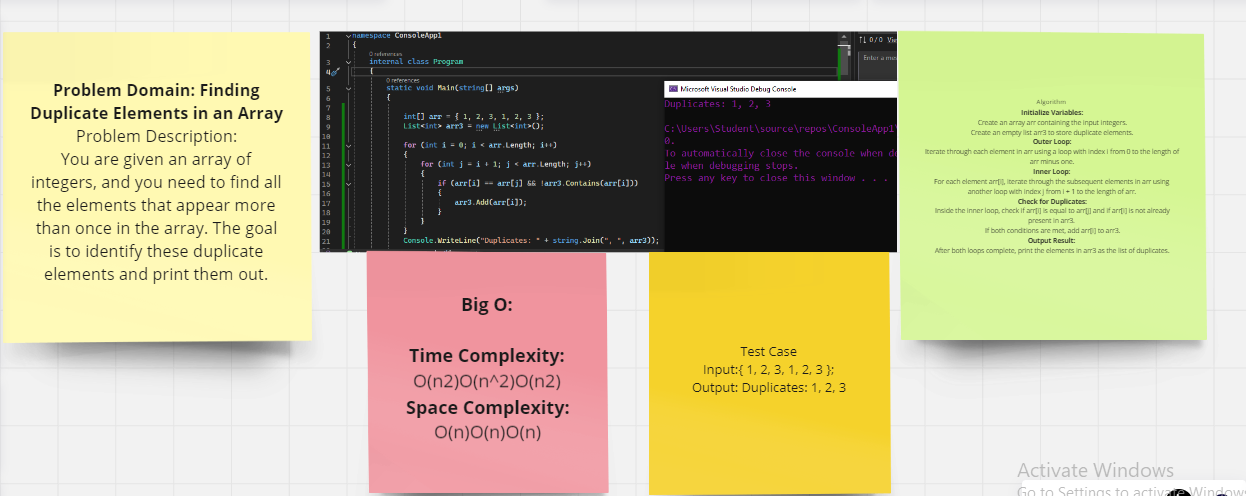 Problem Domain: Finding
Duplicate Elements in an Array
Problem Description:
You are given an array of
integers, and you need to find all
the elements that appear more
than once in the array. The goal
is to identify these duplicate
elements and print them out.
1 namespace ConsoleApp1
2 {
0 references
3 internal class Program
4 {
0 references
5 static void Main(string[] args)
6 {
7
8 int[] arr = { 1, 2, 3, 1, 2, 3 };
9 List<int> arr3 = new List<int>();
10
11 for (int i = 0; i < arr.Length; i++)
12 {
13 for (int j = i + 1; j < arr.Length; j++)
14 {
15 if (arr[i] == arr[j] && !arr3.Contains(arr[i]))
16 {
17 arr3.Add(arr[i]);
18 }
19 }
20 }
21 Console.WriteLine("Duplicates: " + string.Join(", ", arr3));
0/0
Enter a
Microsoft Visual Studio Debug Console
Duplicates: 1, 2, 3
C:\Users\Student\source\repos\ConsoleApp1\
0.
To automatically close the console when
le when debugging stops.
Press any key to close this window . . .
Algorithm
Initialize Variables:
Create an array arr containing the input integers.
Create an empty list arr3 to store duplicate elements.
Outer Loop:
Iterate through each element in arr using a loop with index i from 0 to the length of
arr minus one.
Inner Loop:
For each element arr[i], iterate through the subsequent elements in arr using
another loop with index j from i + 1 to the length of arr.
Check for Duplicates:
Inside the inner loop, check if arr[i] is equal to arr[j] and if arr[i] is not already
present in arr3.
If both conditions are met, add arr[i] to arr3.
Output Result:
After both loops complete, print the elements in arr3 as the list of duplicates.
Big O:
Time Complexity:
O(n2)O(n^2)O(n2)
Space Complexity:
O(n)O(n)O(n)
Test Case
Input:{ 1, 2, 3, 1, 2, 3 };
Output: Duplicates: 1, 2, 3
Activate Windows
Go to Settings to activate Windows